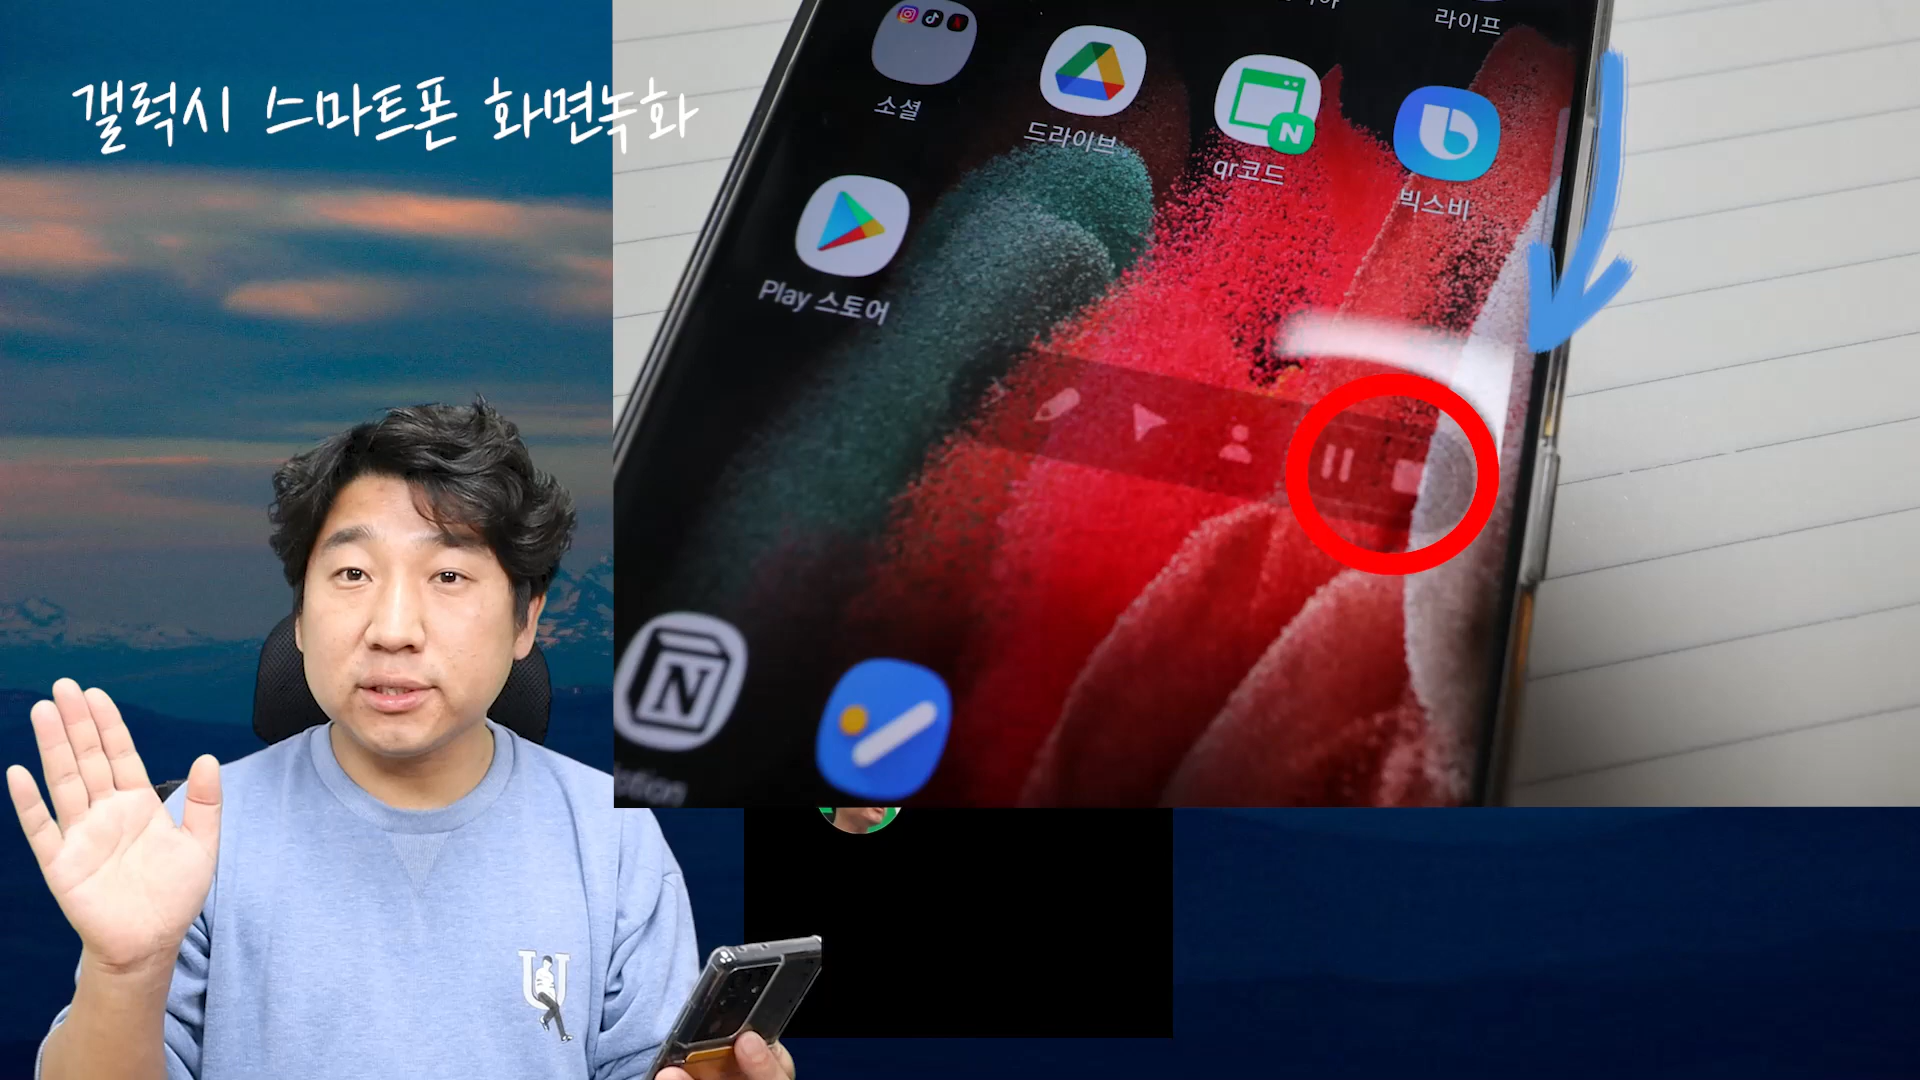 갤럭시 스마트폰 화면녹화
라이프
소셜
드라이브
qr코드
N
빅스비
Play 스토어
N
U